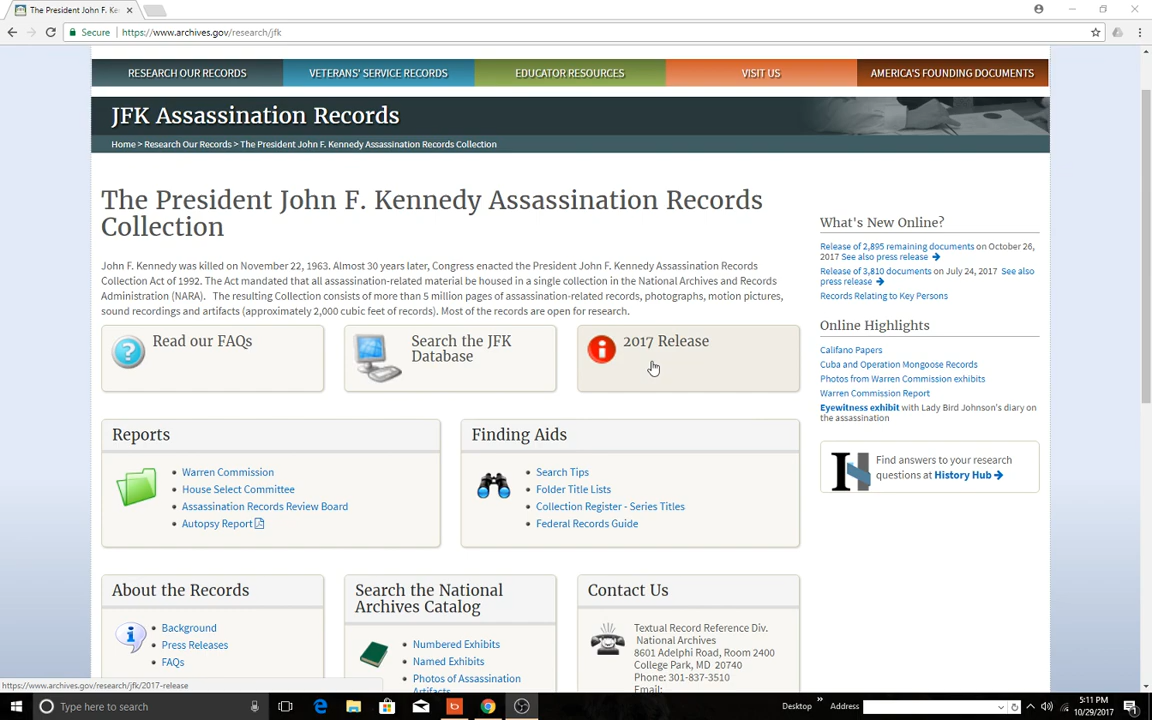 The President John F. Ke
Secure
https://www.archives.gov/research/jfk
RESEARCH OUR RECORDS
VETERANS' SERVICE RECORDS
EDUCATOR RESOURCES
VISIT US
AMERICA'S FOUNDING DOCUMENTS
JFK Assassination Records
Home > Research Our Records > The President John F. Kennedy Assassination Records Collection
The President John F. Kennedy Assassination Records
Collection
John F. Kennedy was killed on November 22, 1963. Almost 30 years later, Congress enacted the President John F. Kennedy Assassination Records
Collection Act of 1992. The Act mandated that all assassination-related material be housed in a single collection in the National Archives and Records
Administration (NARA). The resulting Collection consists of more than 5 million pages of assassination-related records, photographs, motion pictures,
sound recordings and artifacts (approximately 2,000 cubic feet of records). Most of the records are open for research.
Read our FAQs
Search the JFK
Database
2017 Release
Reports
Warren Commission
House Select Committee
Assassination Records Review Board
Autopsy Report
Finding Aids
Search Tips
Folder Title Lists
Collection Register - Series Titles
Federal Records Guide
About the Records
Background
Press Releases
FAQs
Search the National
Archives Catalog
Numbered Exhibits
Named Exhibits
Photos of Assassination
Artifacts
Contact Us
Textual Record Reference Div.
National Archives
8601 Adelphi Road, Room 2400
College Park, MD 20740
Phone: 301-837-3510
Email:
What's New Online?
Release of 2,895 remaining documents on October 26,
2017 See also press release
Release of 3,810 documents on July 24, 2017 See also
press release
Records Relating to Key Persons
Online Highlights
Califano Papers
Cuba and Operation Mongoose Records
Photos from Warren Commission exhibits
Warren Commission Report
Eyewitness exhibit with Lady Bird Johnson's diary on
the assassination
Find answers to your research
questions at History Hub
https://www.archives.gov/research/jfk/2017-release
Type here to search
Desktop
Address
5:11 PM
10/29/2017